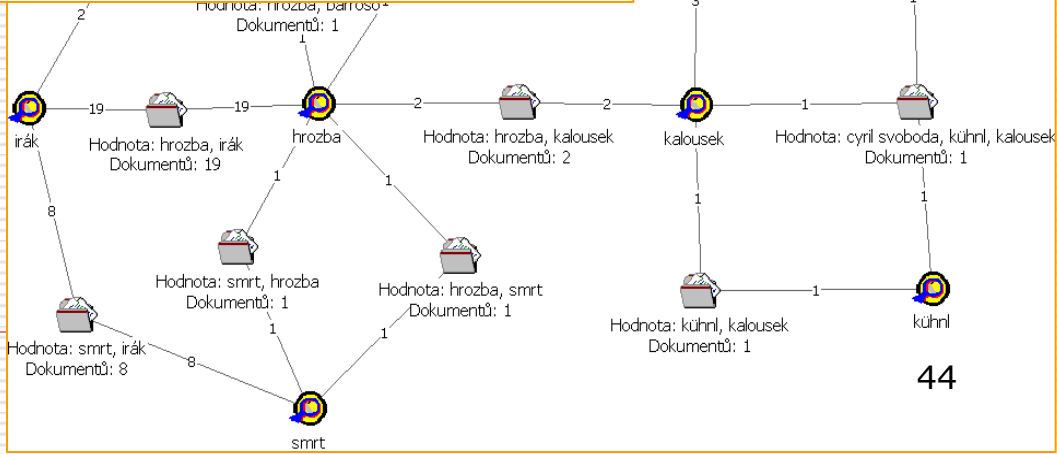 2
3
1
Hodnota: hrozba, barroso
Dokumentů: 1
1
1
irák
19
19
Hodnota: hrozba, irák
Dokumentů: 19
hrozba
2
Hodnota: hrozba, kalousek
Dokumentů: 2
2
kalousek
1
Hodnota: cyril svoboda, kühnl, kalousek
Dokumentů: 1
8
1
1
1
1
Hodnota: smrt, hrozba
Dokumentů: 1
Hodnota: hrozba, smrt
Dokumentů: 1
Hodnota: kühnl, kalousek
Dokumentů: 1
1
kühnl
Hodnota: smrt, irák
Dokumentů: 8
8
1
1
smrt
44